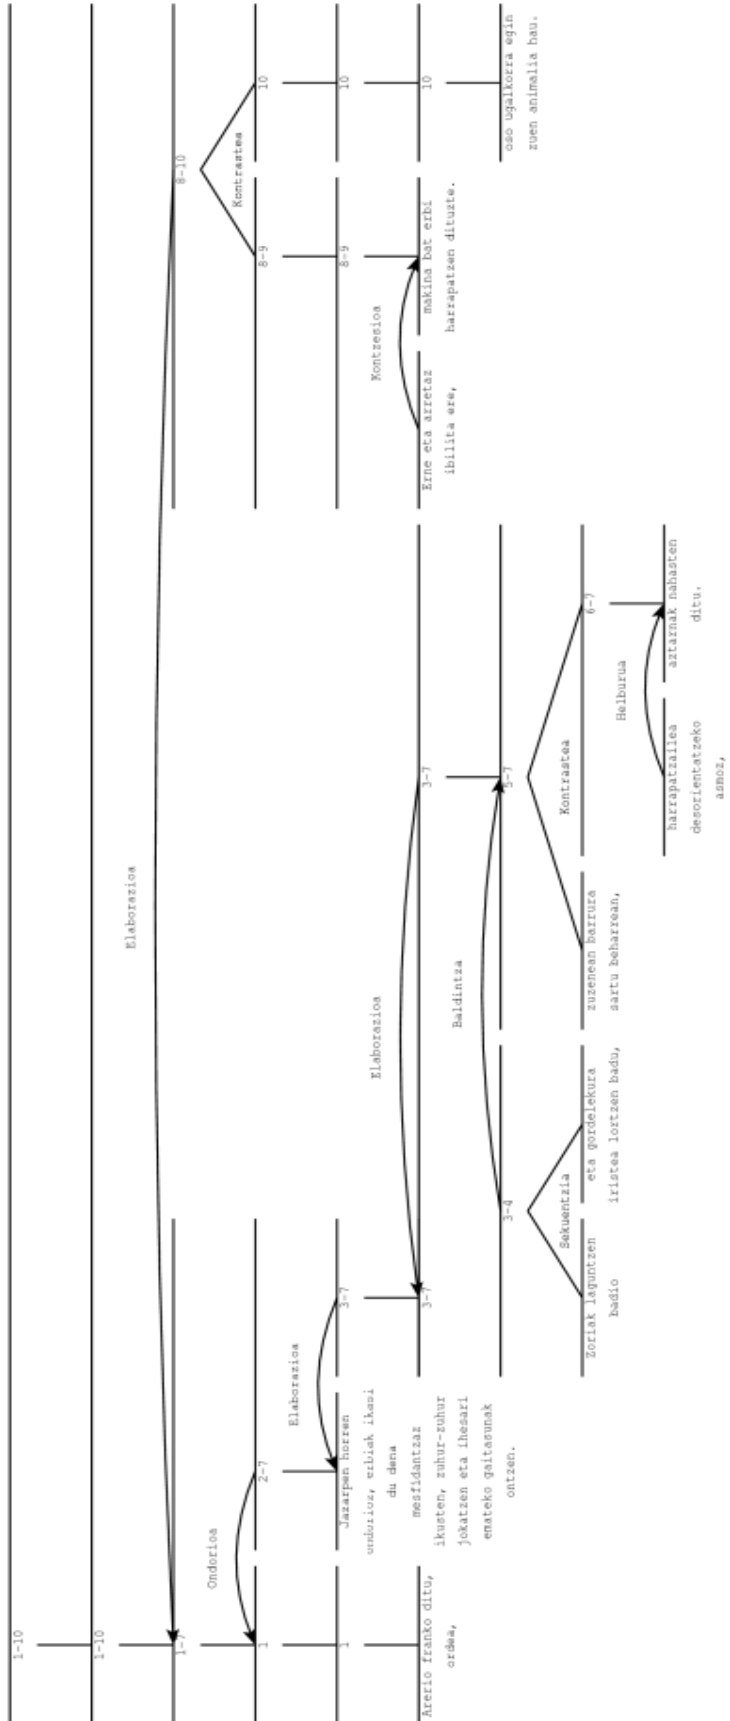 1-10
1-10
Elaborazioa
1-7
8-10
Ondorioa
Kontrastea
1
2-7
8-9
10
Elaborazioa
1
Jazarpen horren
ondorioz, erbiak ikasi
du dena
mesfidantzaz
ikusten, zuhur-zuhur
jokatzen eta ihesari
emateko gaitasunak
ontzen.
3-7
8-9
10
Elaborazioa
Kontzesioa
Arerio franko ditu,
ordea,
3-7
3-7
Erne eta arretaz
ibilita ere,
makina bat erbi
harrapatzen dituzte.
10
Baldintza
3-4
5-7
oso ugalkorra egin
zuen animalia hau.
Sekuentzia
Kontrastea
Zoriak laguntzen
badio
eta gordelekura
iristea lortzen badu,
zuzenean barrura
sartu beharrean,
6-7
Helburua
harrapatzailea
desorientatzeko
asmoz,
aztarnak nahasten
ditu.